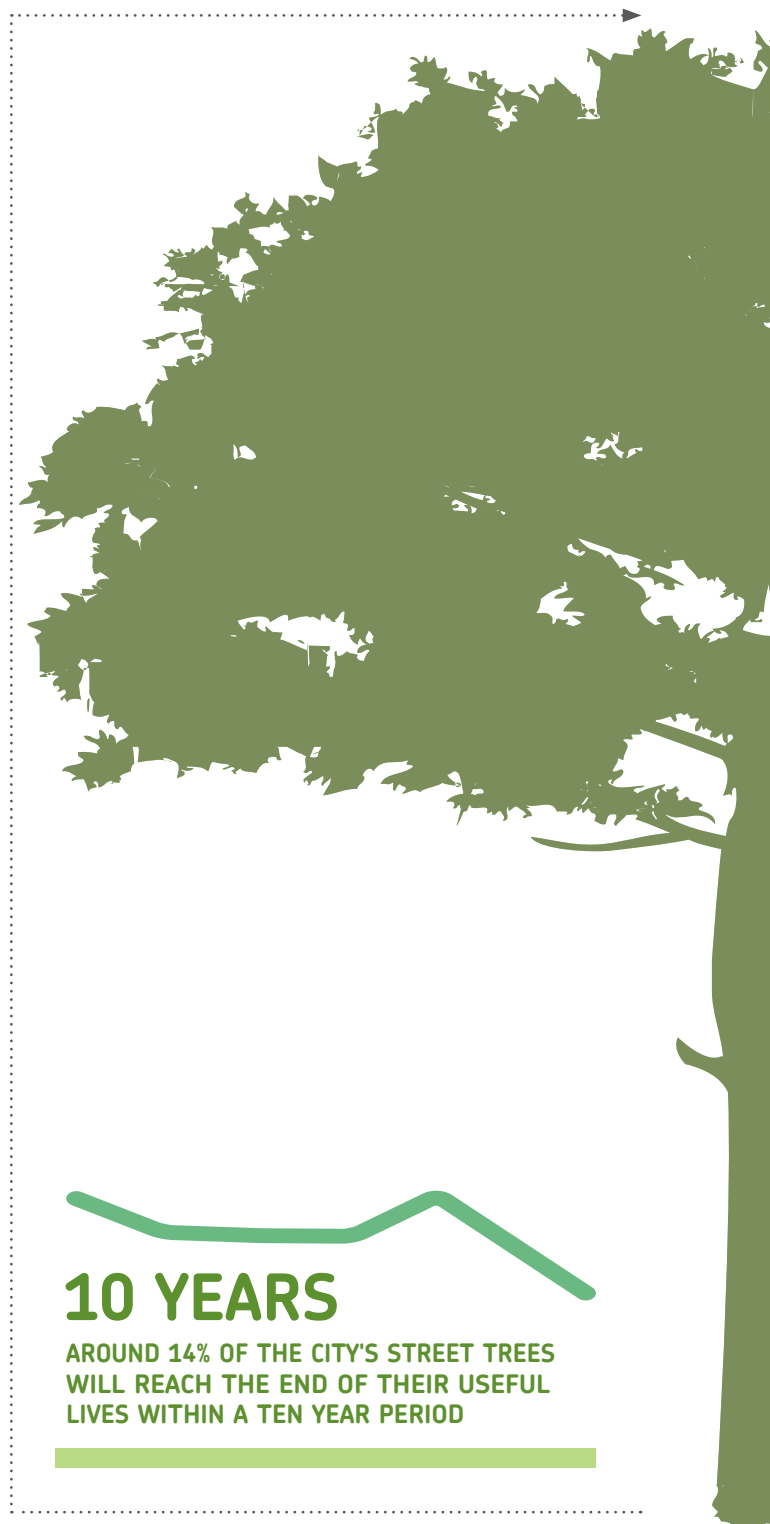 10 YEARS
AROUND 14% OF THE CITY'S STREET TREES
WILL REACH THE END OF THEIR USEFUL
LIVES WITHIN A TEN YEAR PERIOD